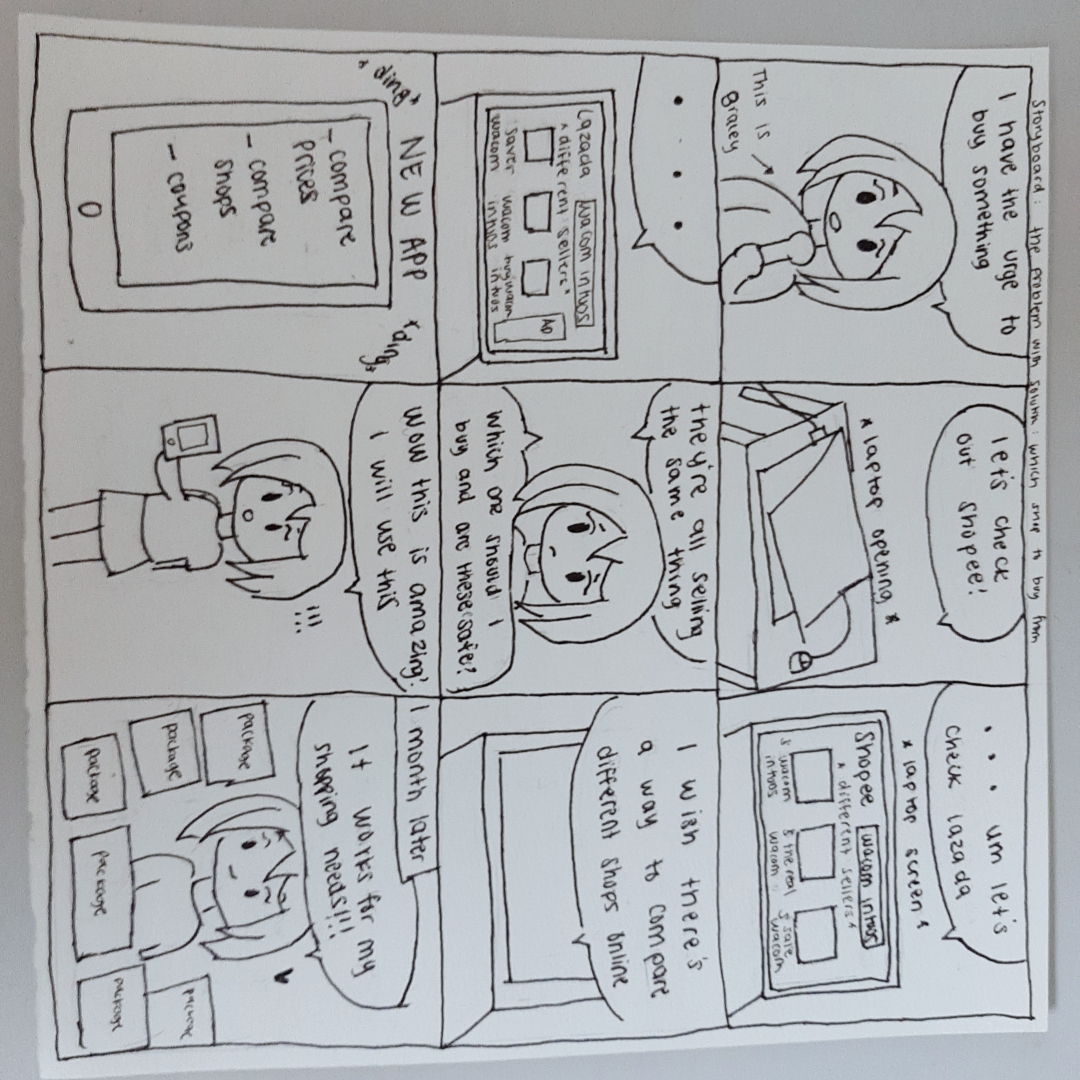 Storyboard: the problem with solution: which shop to buy from
I have the urge to
buy something
This is
Gracey
let's check
out shopee!
*laptop opening*
... um let's
check lazada
*laptop screen*
Shopee wacom intuos
*different sellers*
$ wacom
intuos
$ the real
wacom
$ safe
wacom
. . .
Lazada wacom intuos
*different sellers*
AD
saver
wacom
wacom
intuos
buy wacom
intuos
they're all selling
the same thing
which one should I
buy and are these safe?
I wish there's
a way to compare
different shops online
*ding*
NEW APP
*ding*
- compare
prices
- compare
shops
- coupons
wow this is amazing!
I will use this
!!!
1 month later
It works for my
shopping needs!!!
package
package
package
package
package
package